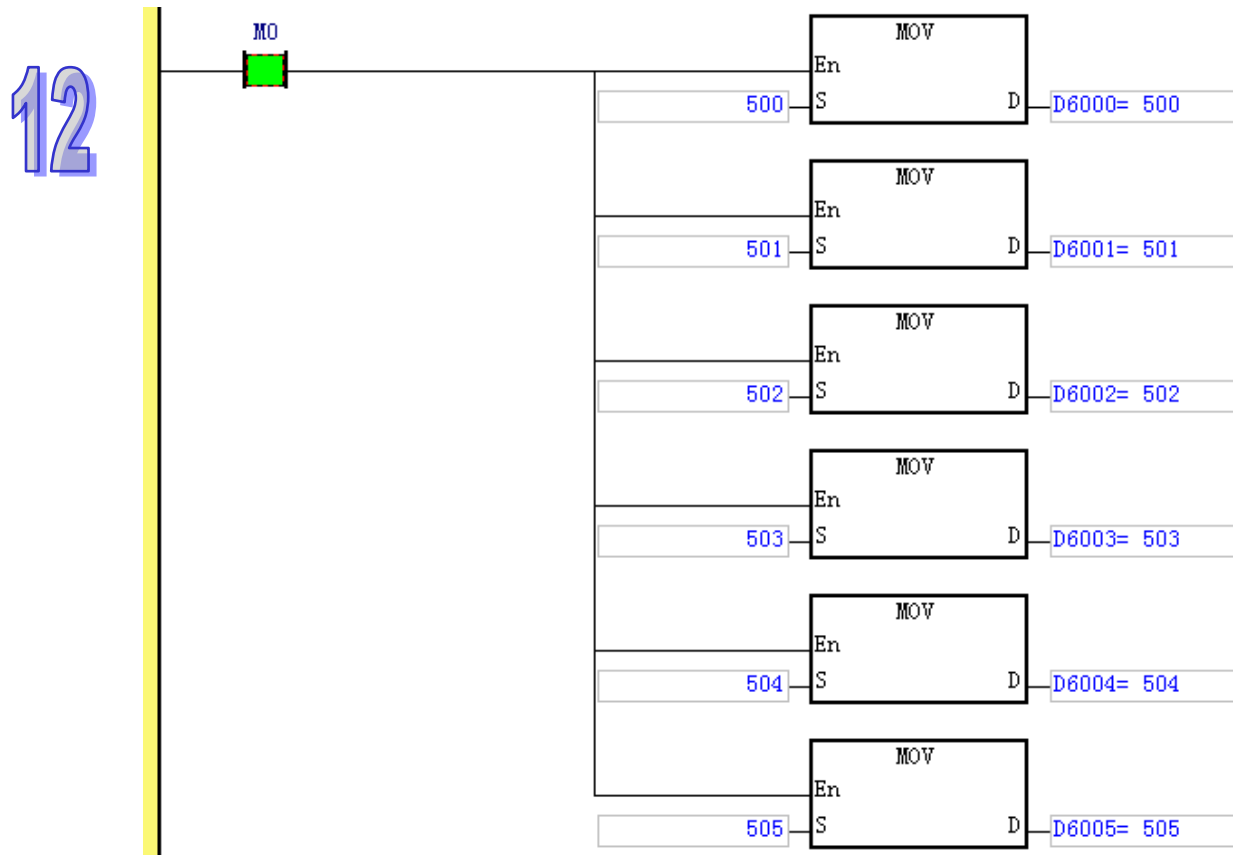 12
M0
MOV
En
500 S D D6000= 500
MOV
En
501 S D D6001= 501
MOV
En
502 S D D6002= 502
MOV
En
503 S D D6003= 503
MOV
En
504 S D D6004= 504
MOV
En
505 S D D6005= 505